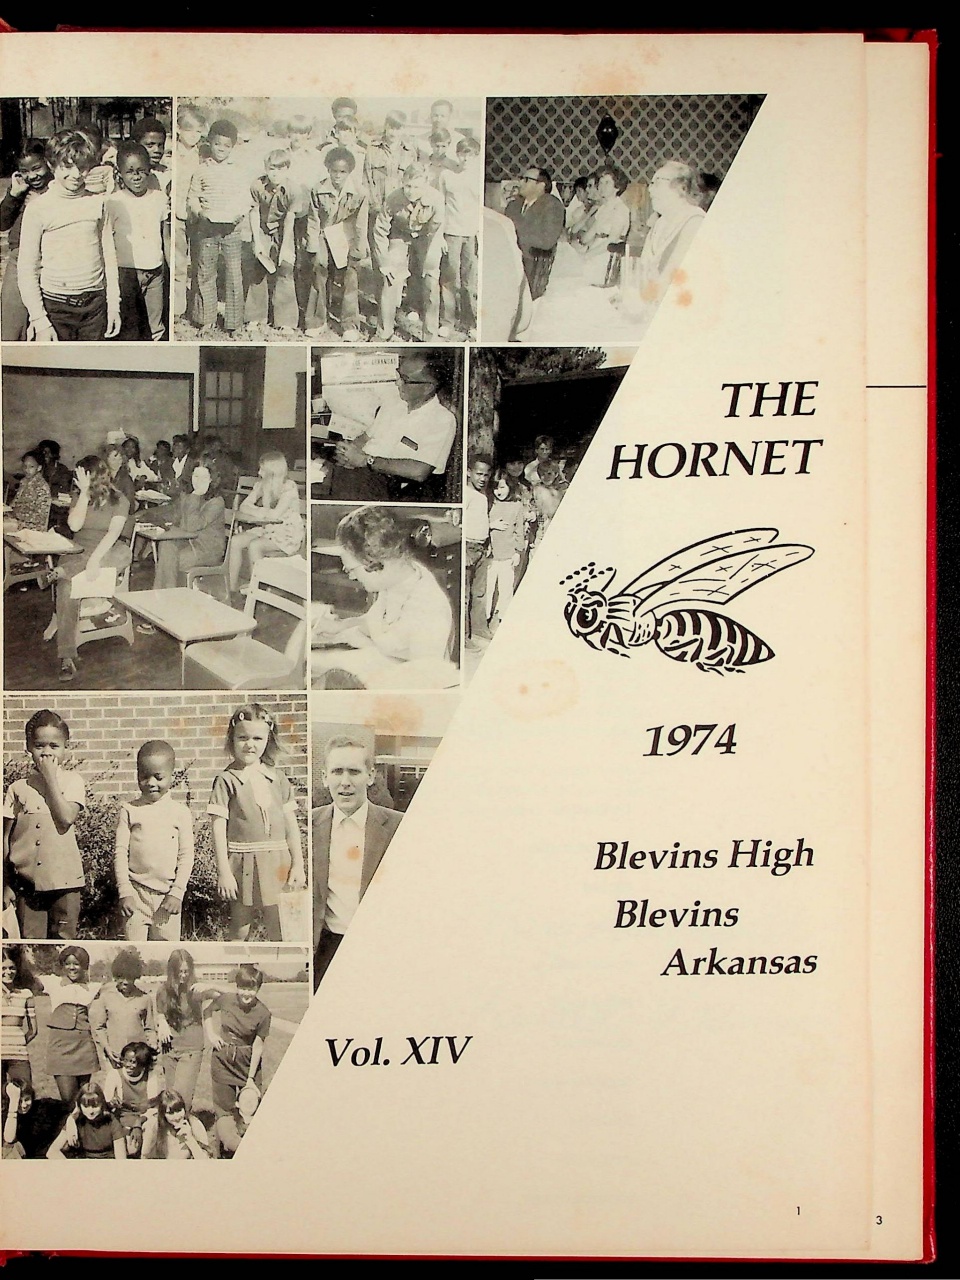 THE
HORNET
1974
Blevins High
Blevins
Arkansas
Vol. XIV
1
3